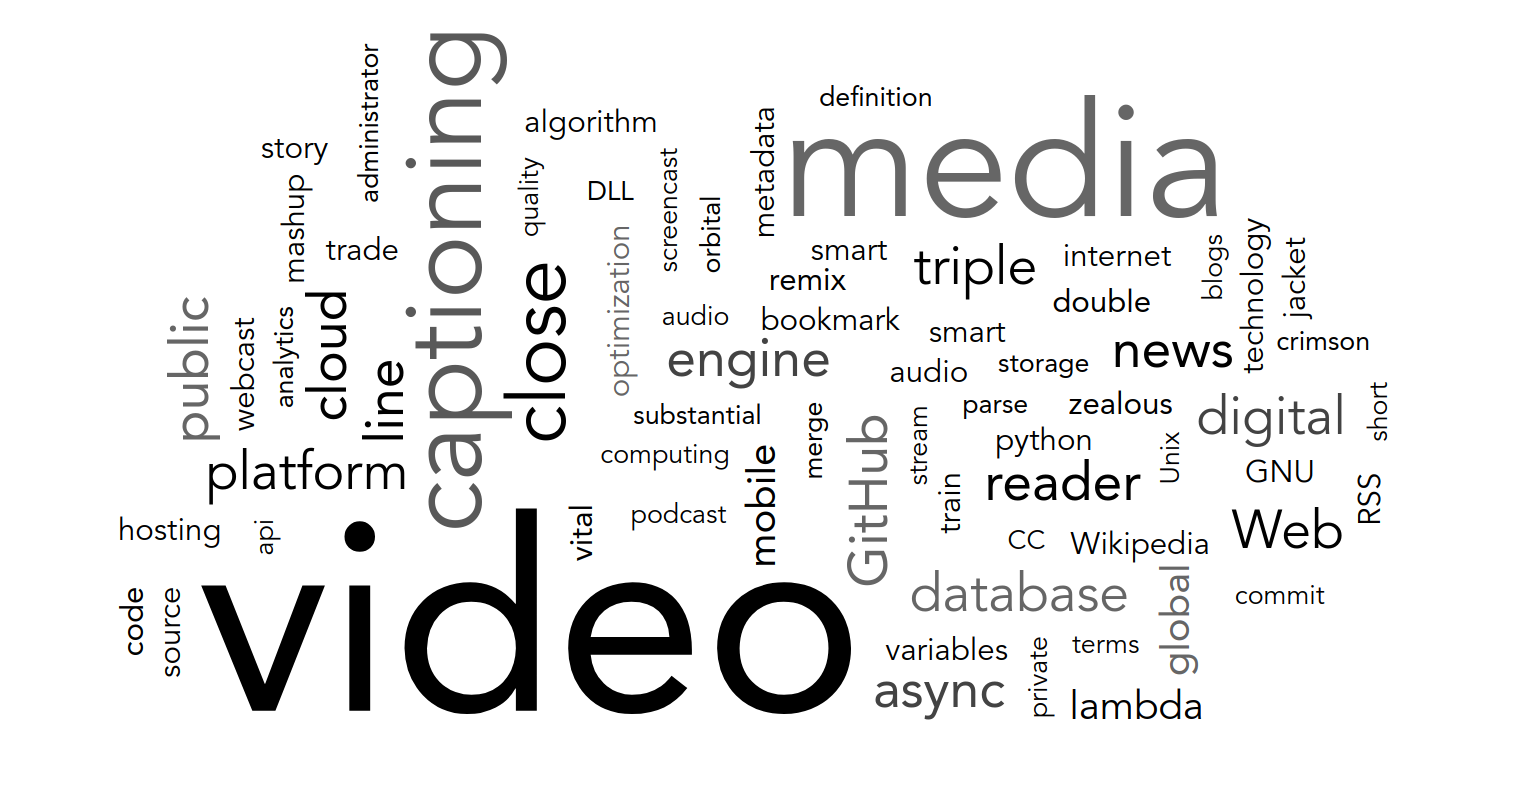 administrator
captioning
definition
algorithm
metadata
media
story
screencast
quality
mashup
DLL
orbital
trade
optimization
smart
triple
internet
blogs
technology
jacket
remix
double
close
cloud
public
webcast
analytics
audio
bookmark
smart
crimson
news
engine
line
audio
storage
substantial
parse
zealous
digital
short
merge
stream
python
Unix
computing
mobile
GitHub
platform
reader
GNU
RSS
train
hosting
api
vital
podcast
CC
Wikipedia
Web
video
code
source
database
global
commit
variables
private
terms
async
lambda